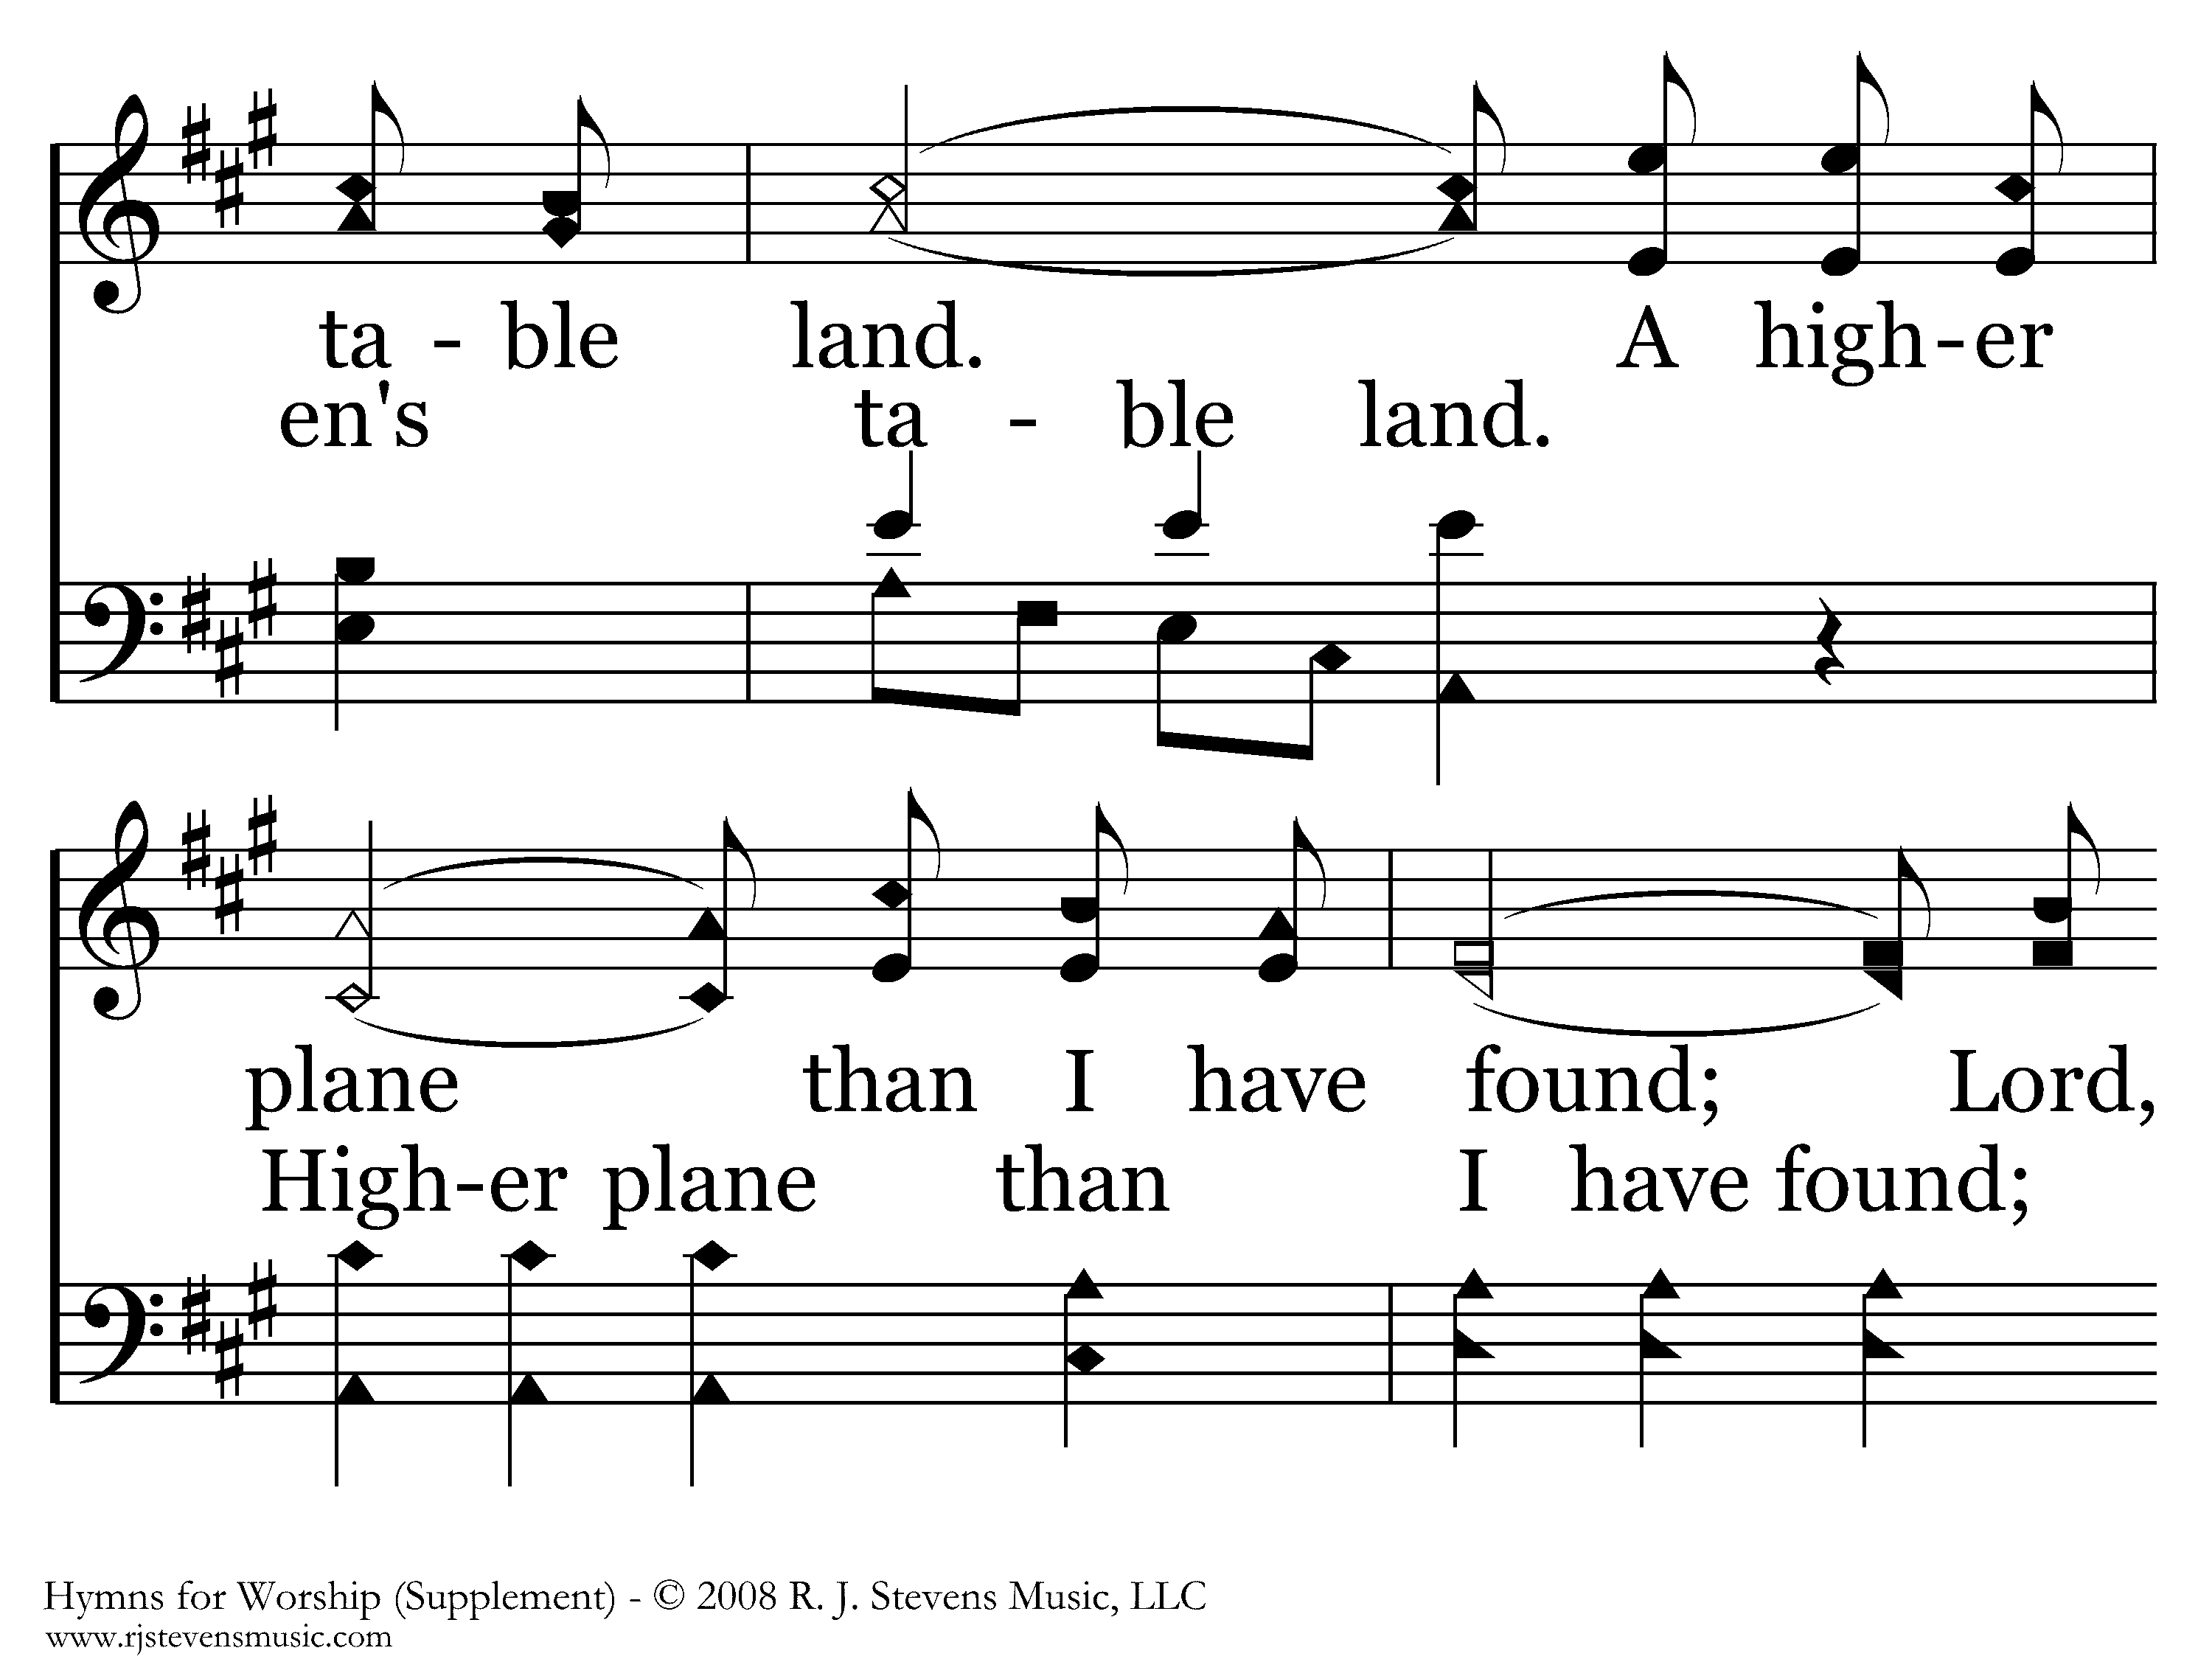 ta - ble land. A high-er
en's ta - ble land.
plane than I have found; Lord,
High-er plane than I have found;
Hymns for Worship (Supplement) - © 2008 R. J. Stevens Music, LLC
www.rjstevensmusic.com